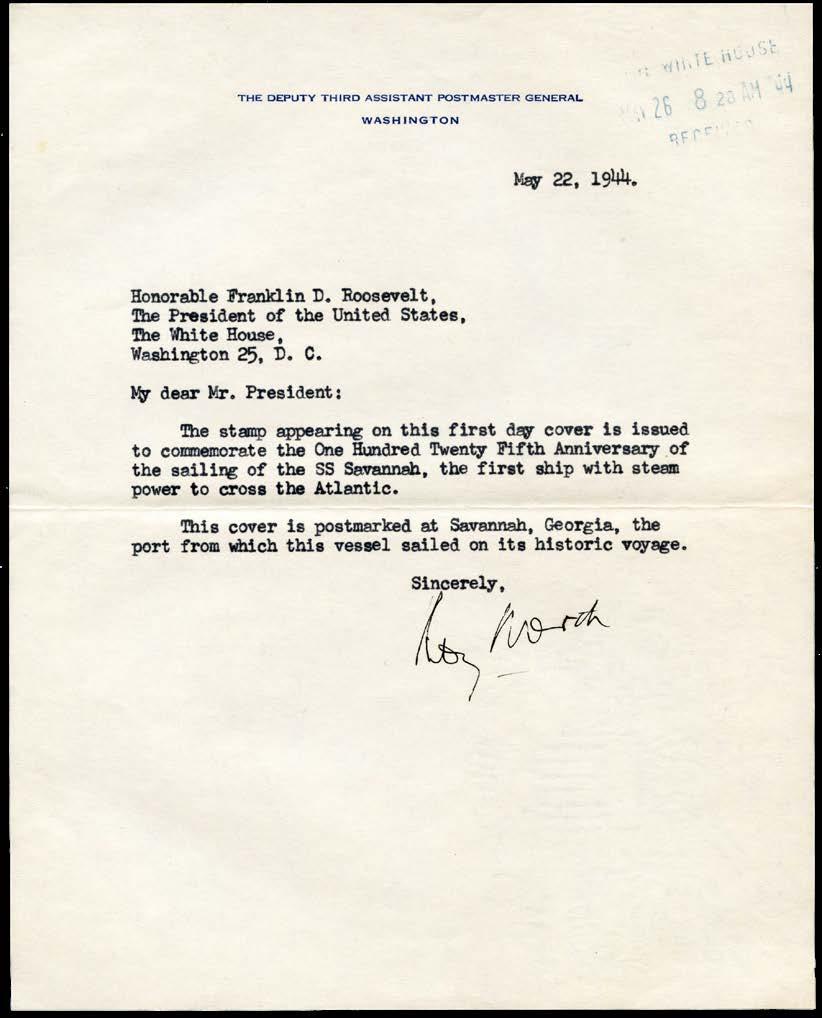 THE WHITE HOUSE
26 8 28 AM '44
RECEIVED
THE DEPUTY THIRD ASSISTANT POSTMASTER GENERAL
WASHINGTON
May 22, 1944.
Honorable Franklin D. Roosevelt,
The President of the United States,
The White House,
Washington 25, D. C.
My dear Mr. President:
The stamp appearing on this first day cover is issued
to commemorate the One Hundred Twenty Fifth Anniversary of
the sailing of the SS Savannah, the first ship with steam
power to cross the Atlantic.
This cover is postmarked at Savannah, Georgia, the
port from which this vessel sailed on its historic voyage.
Sincerely,
Roy North